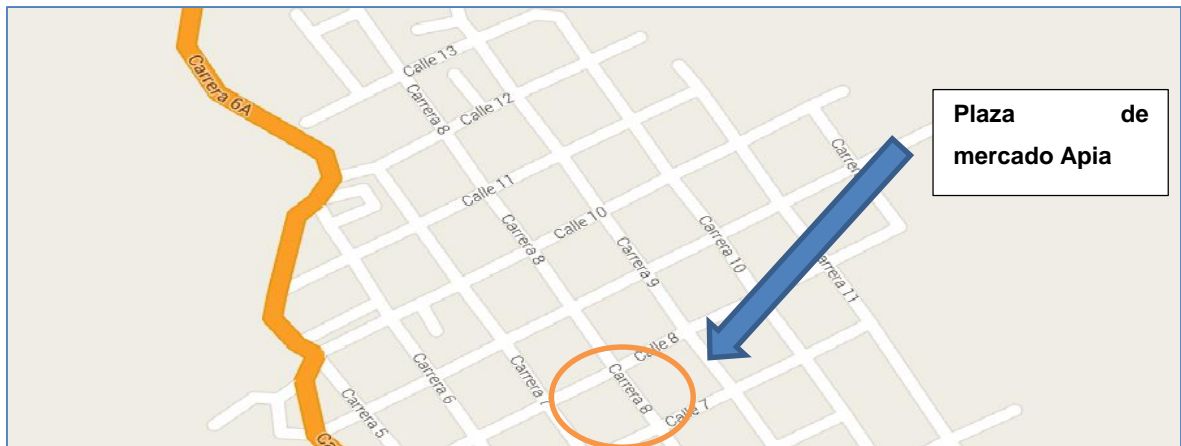 Carrera 6A
Calle 13
Carrera 8
Calle 12
Plaza de
mercado Apia
Calle 11
Carrera 8
Calle 10
Carrera 9
Carrera 10
Carrera 11
Calle 8
Carrera 8
Calle 7
Carrera 6
Carrera 5